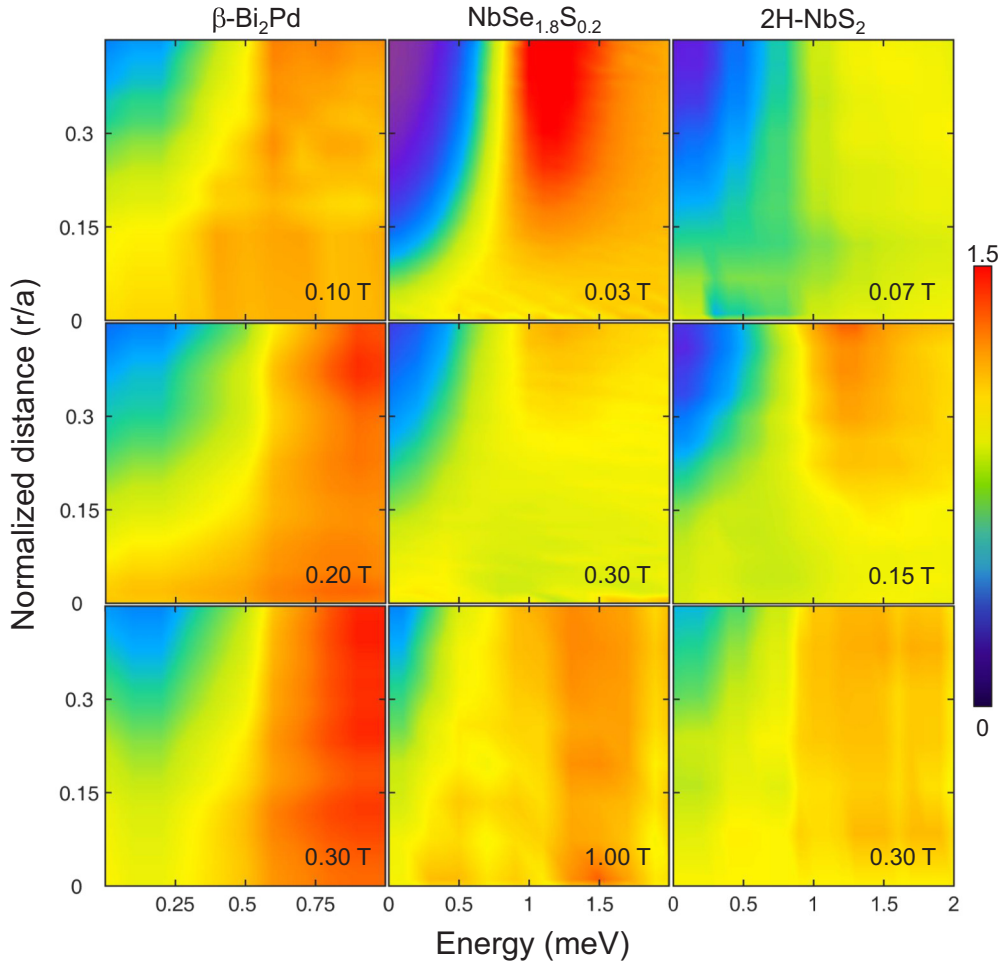 β-Bi₂Pd NbSe₁.₈S₀.₂ 2H-NbS₂
0.3
0.15
0
0.10 T 0.03 T 0.07 T
1.5
0
Normalized distance (r/a)
0.3
0.15
0
0.20 T 0.30 T 0.15 T
0.3
0.15
0
0.30 T 1.00 T 0.30 T
0.25 0.50 0.75 0 0.5 1 1.5 0 0.5 1 1.5 2
Energy (meV)